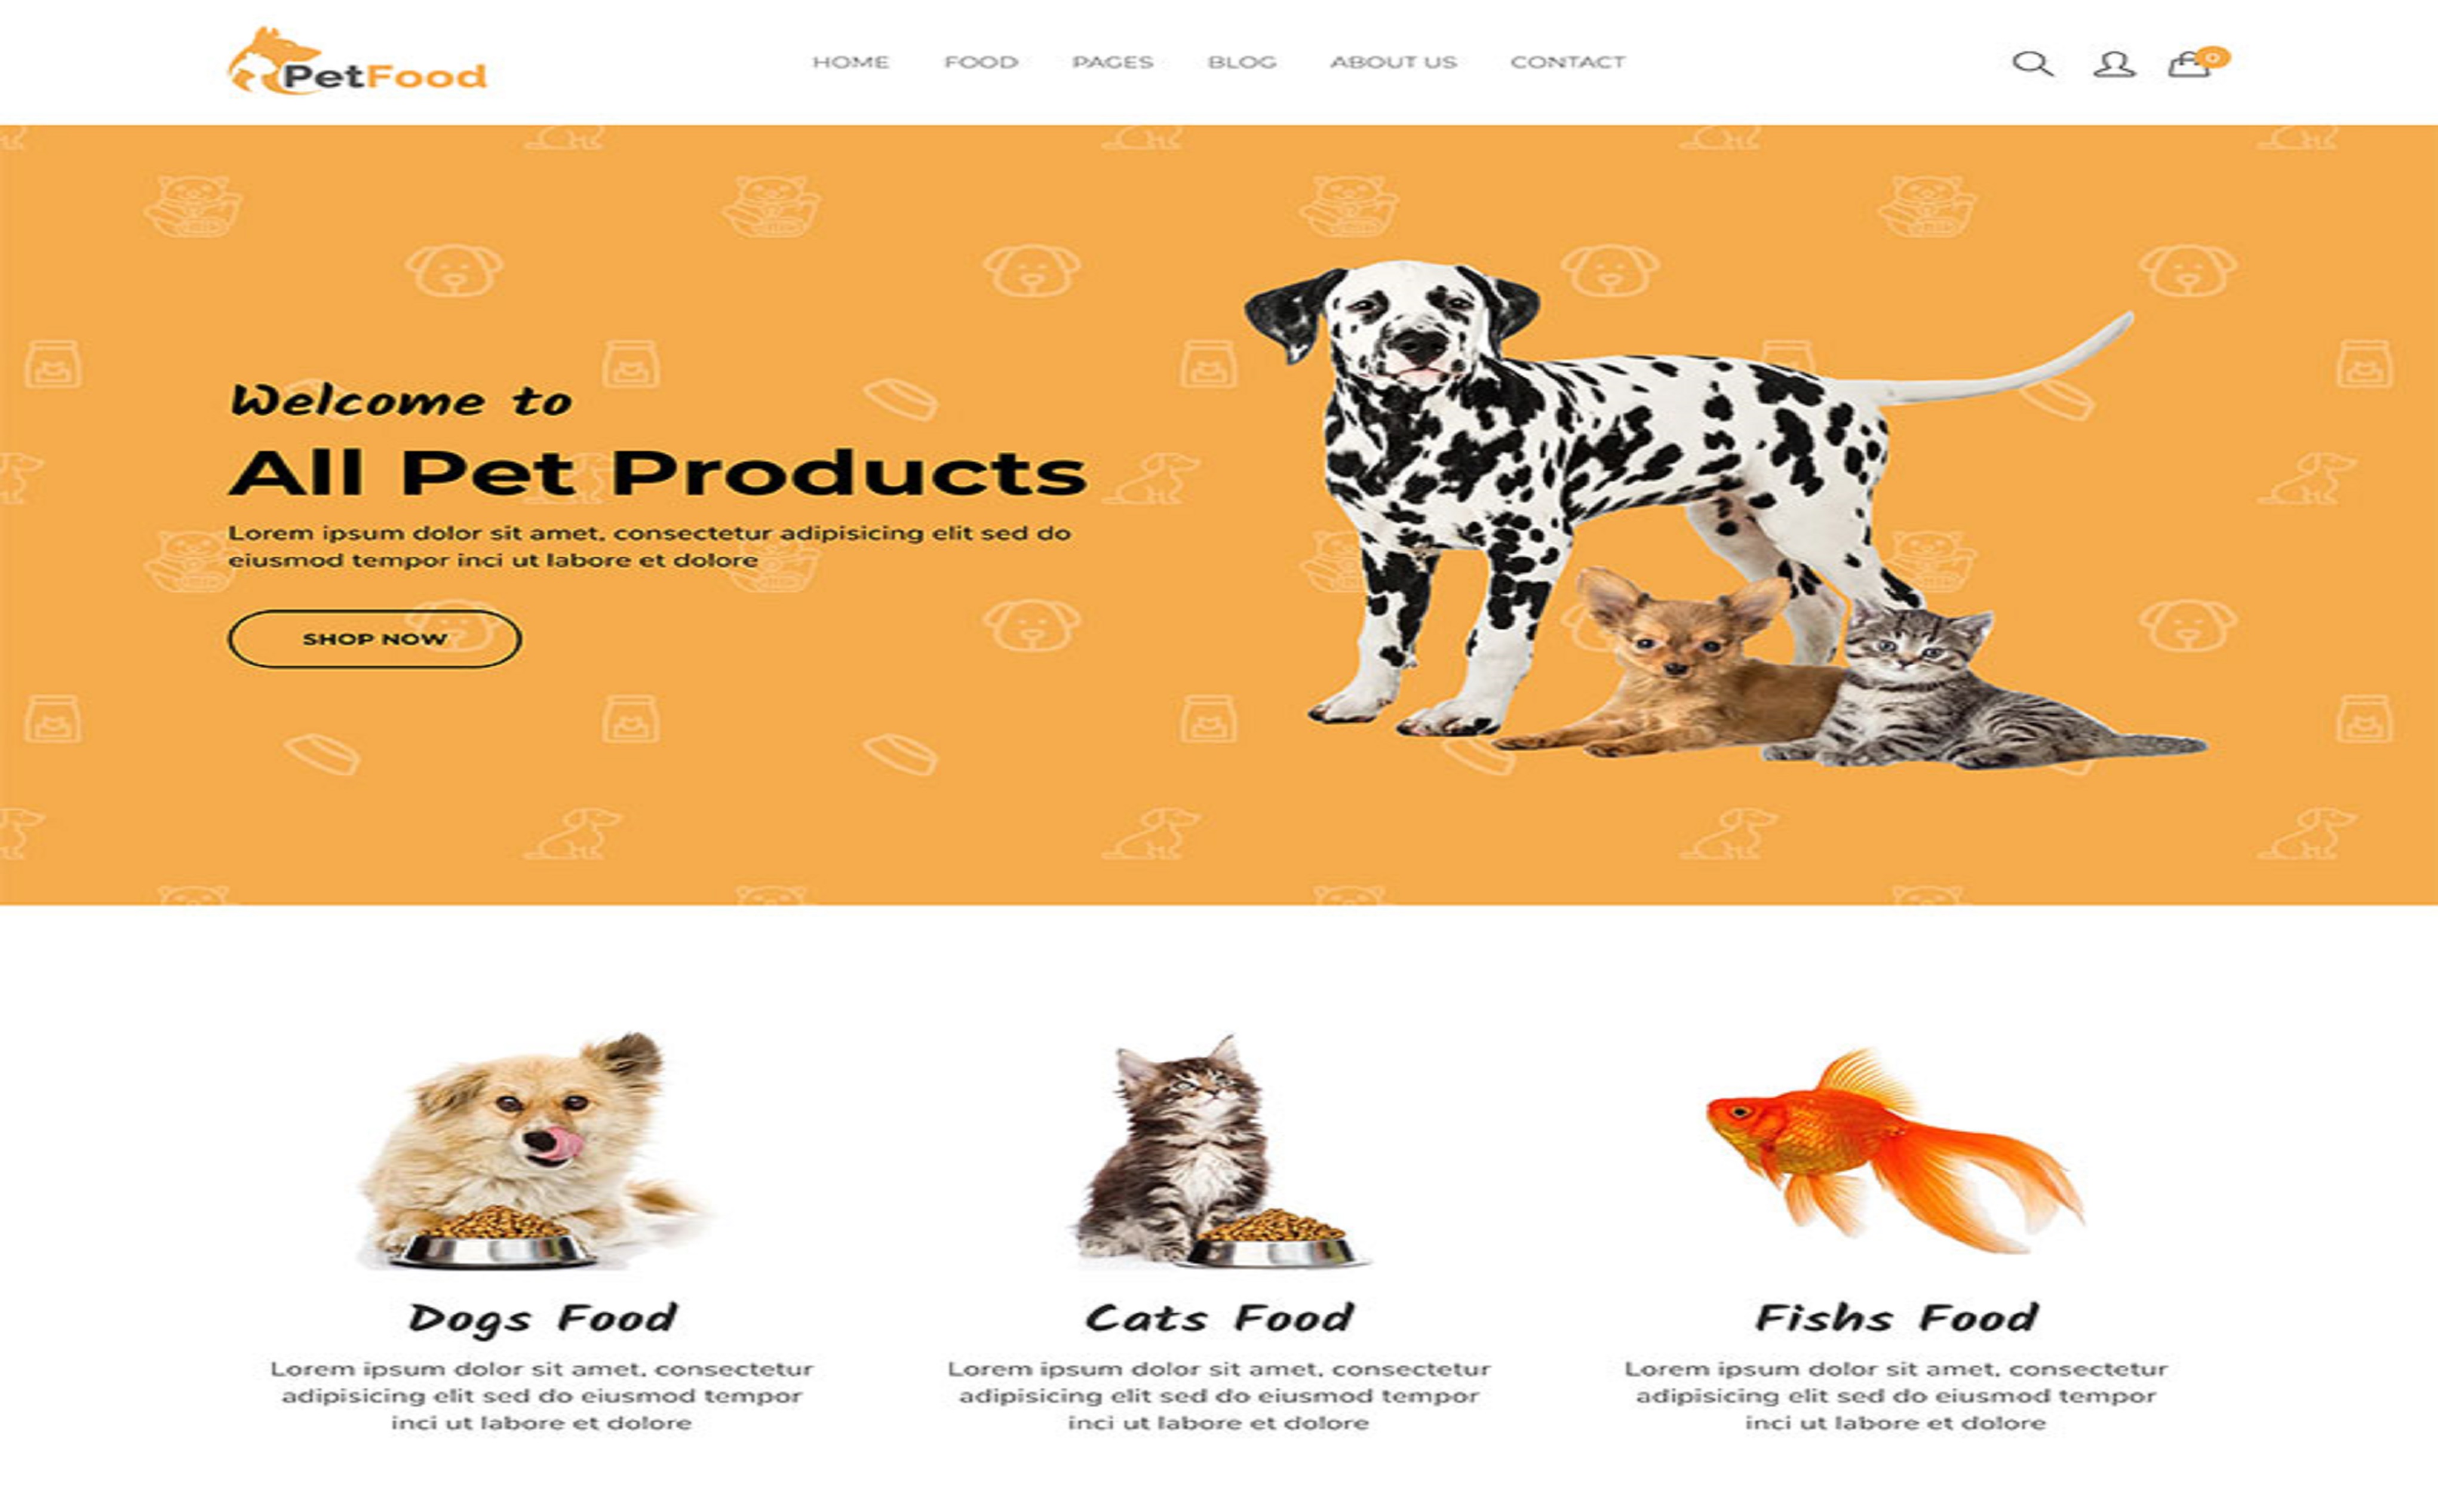 PetFood
HOME FOOD PAGES BLOG ABOUT US CONTACT
0
Welcome to
All Pet Products
Lorem ipsum dolor sit amet, consectetur adipisicing elit sed do
eiusmod tempor inci ut labore et dolore
SHOP NOW
Dogs Food
Lorem ipsum dolor sit amet, consectetur
adipisicing elit sed do eiusmod tempor
inci ut labore et dolore
Cats Food
Lorem ipsum dolor sit amet, consectetur
adipisicing elit sed do eiusmod tempor
inci ut labore et dolore
Fishs Food
Lorem ipsum dolor sit amet, consectetur
adipisicing elit sed do eiusmod tempor
inci ut labore et dolore